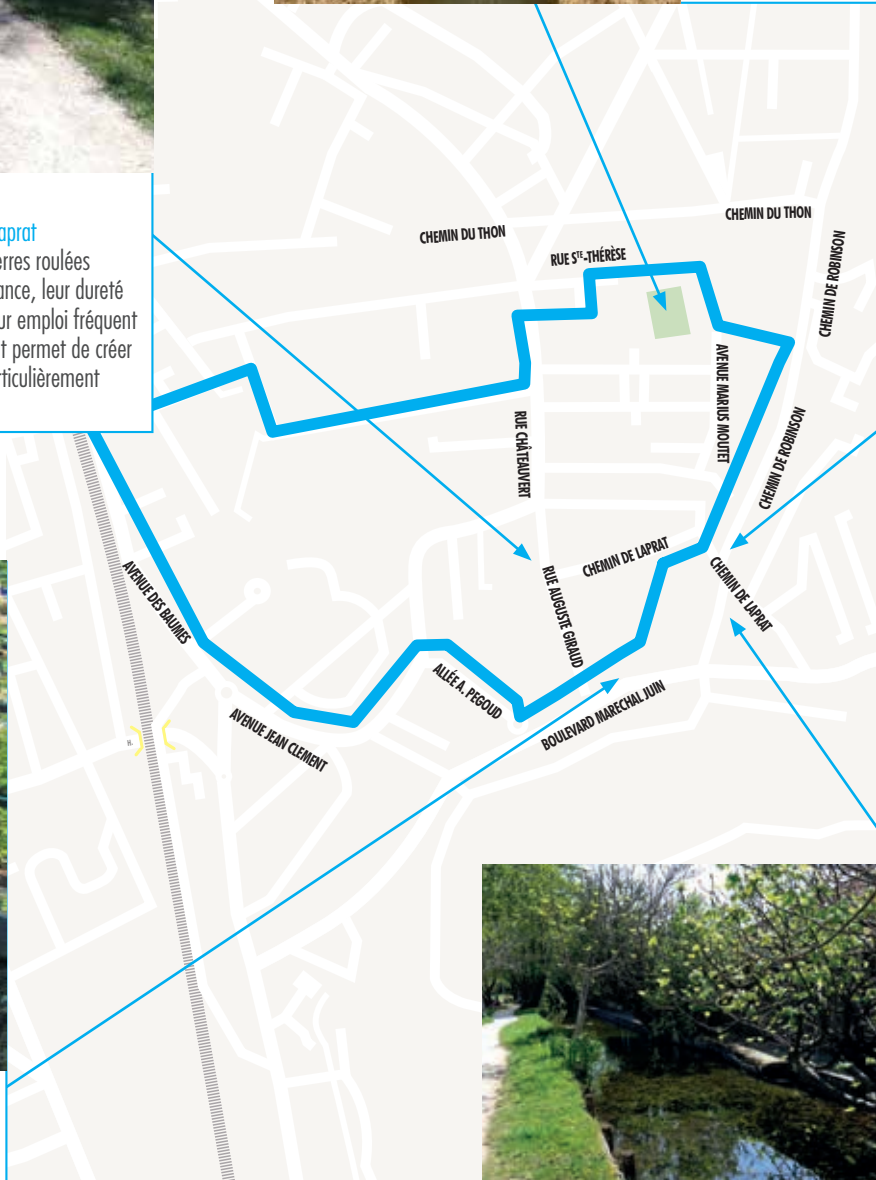 CHEMIN DU THON
CHEMIN DU THON
RUE STE-THÉRÈSE
CHEMIN DE ROBINSON
aprat
erres roulées
ance, leur dureté
ur emploi fréquent
t permet de créer
rticulièrement
AVENUE MARIUS MOUTET
RUE CHÂTEAUVERT
CHEMIN DE ROBINSON
CHEMIN DE LAPRAT
CHEMIN DE LAPRAT
RUE AUGUSTE GIRAUD
AVENUE DES BAUMES
ALLÉE A. PEGOUD
AVENUE JEAN CLEMENT
BOULEVARD MARECHAL JUIN
H.